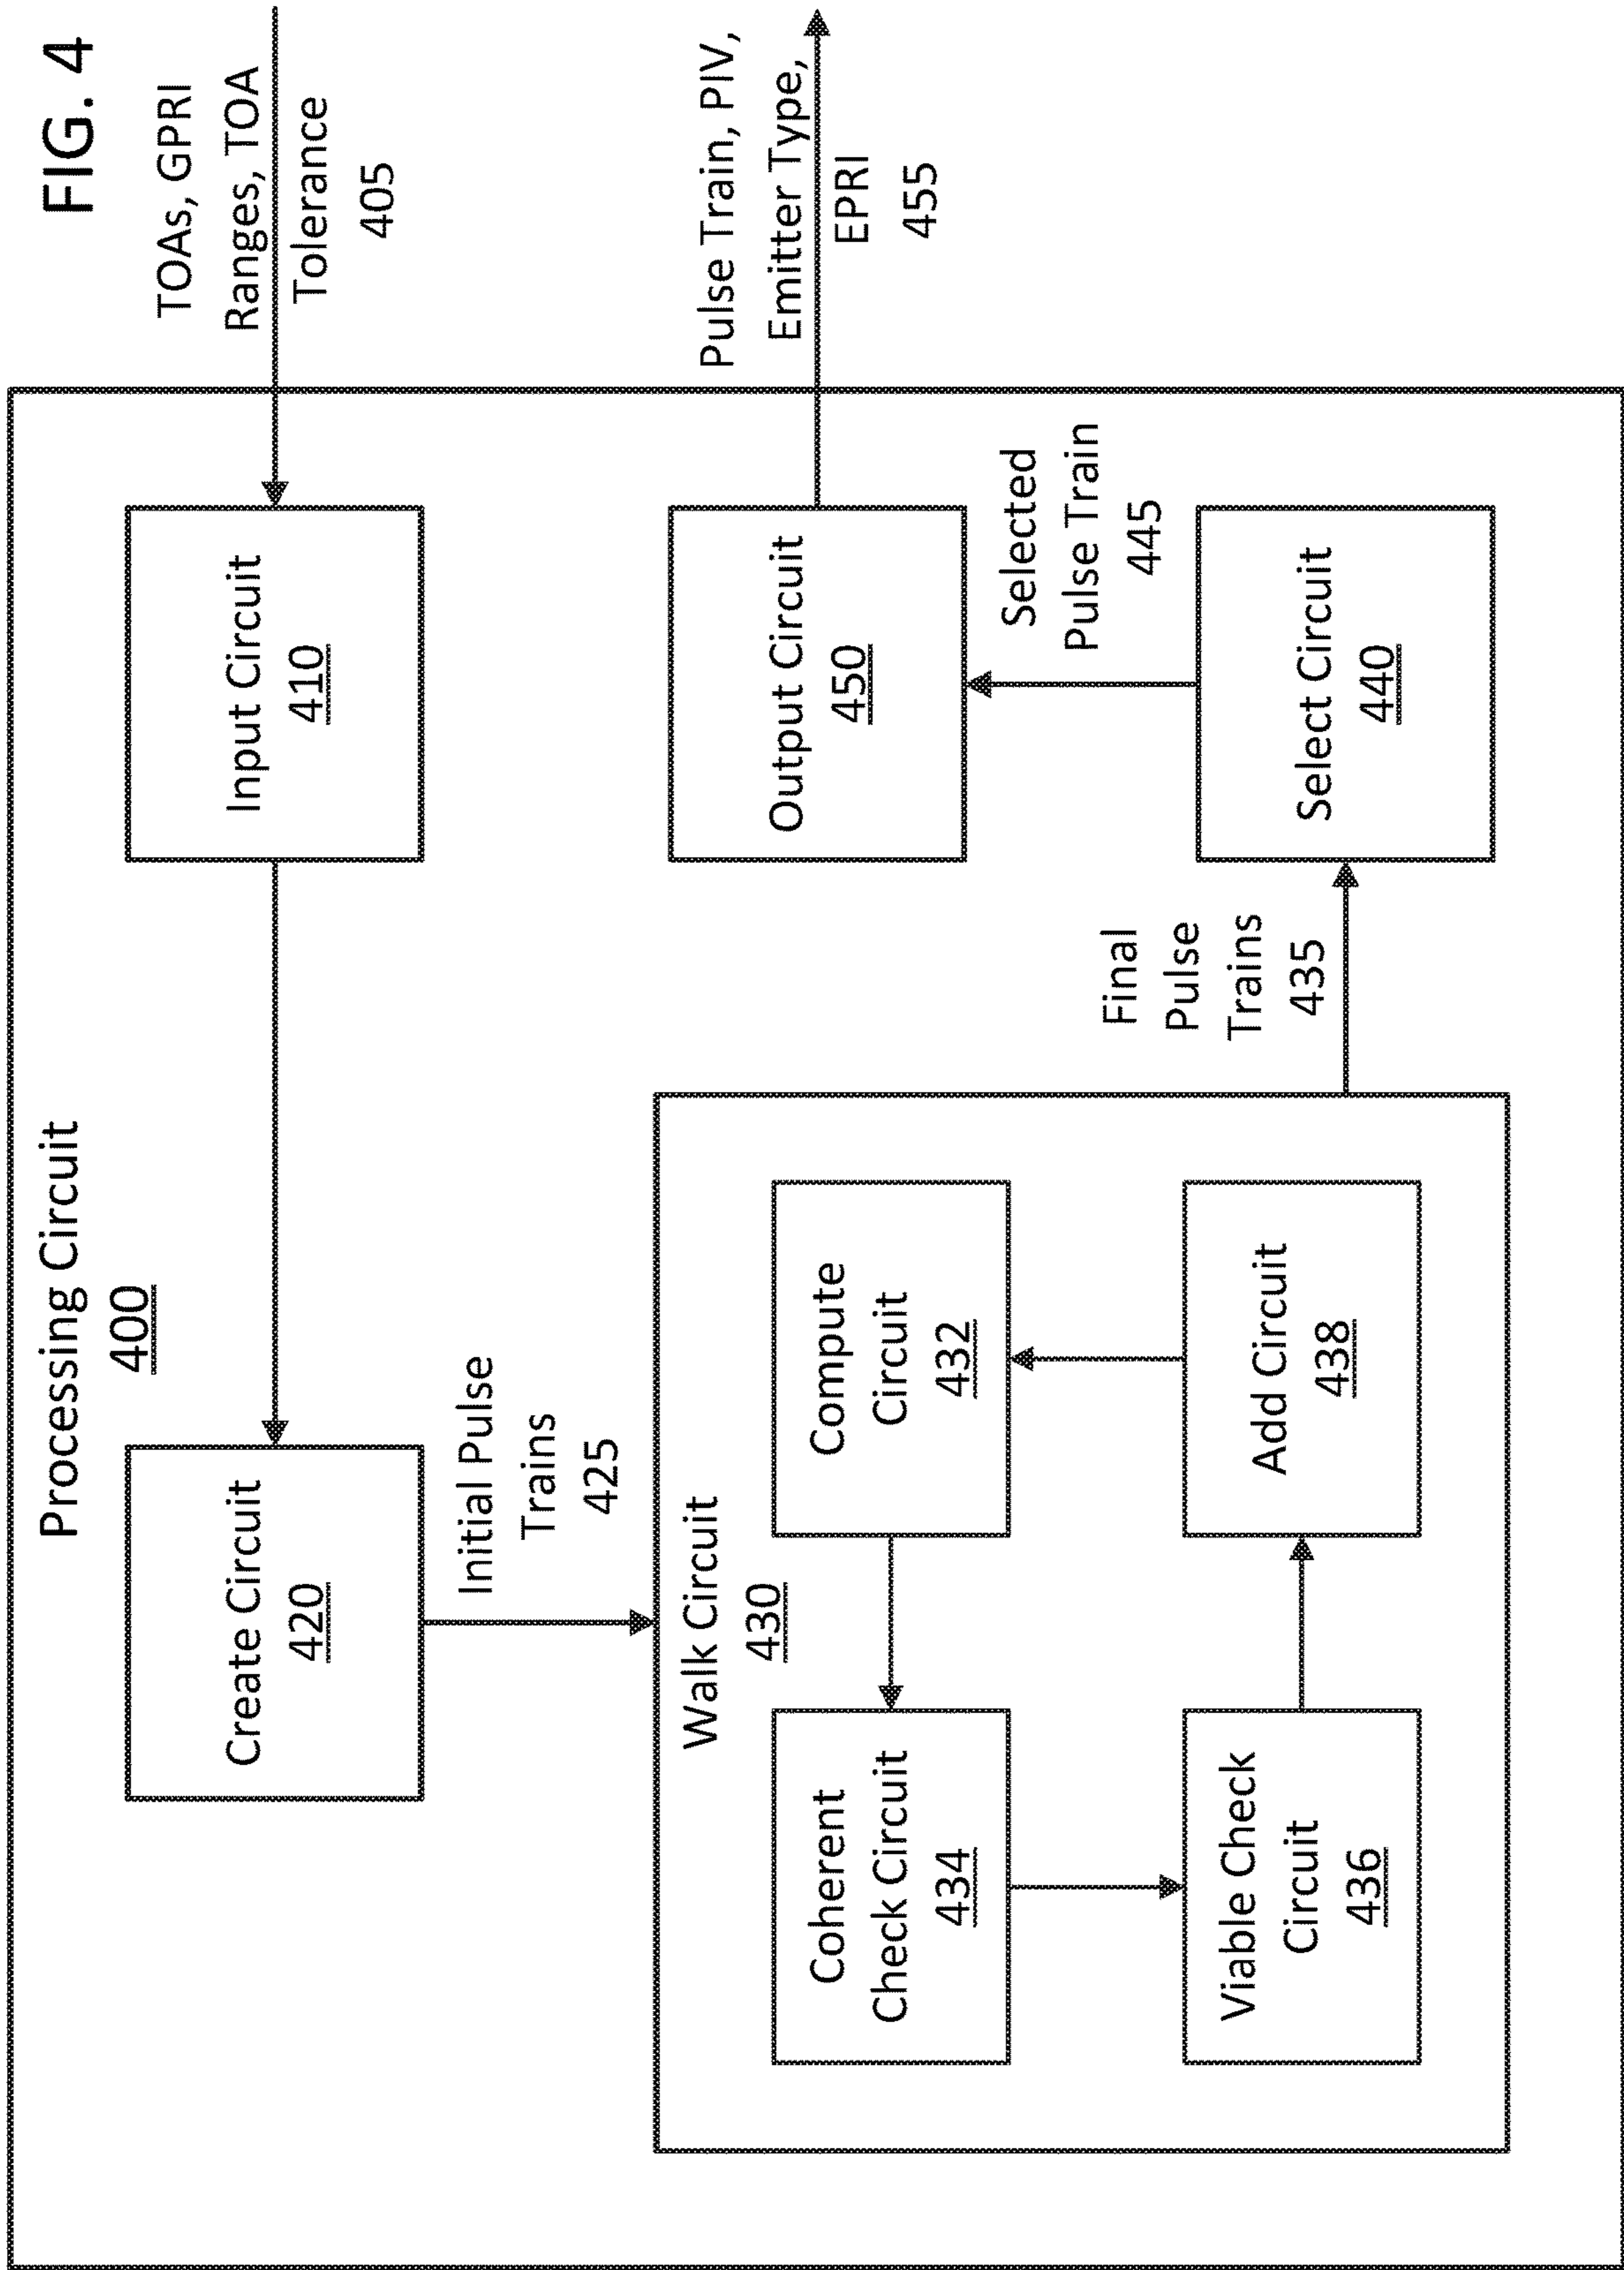 FIG. 4
Processing Circuit
400
TOAs, GPRI
Ranges, TOA
Tolerance
405
Input Circuit
410
Create Circuit
420
Initial Pulse
Trains
425
Walk Circuit
430
Compute
Circuit
432
Coherent
Check Circuit
434
Viable Check
Circuit
436
Add Circuit
438
Final
Pulse
Trains
435
Select Circuit
440
Selected
Pulse Train
445
Output Circuit
450
Pulse Train, PIV,
Emitter Type,
EPRI
455